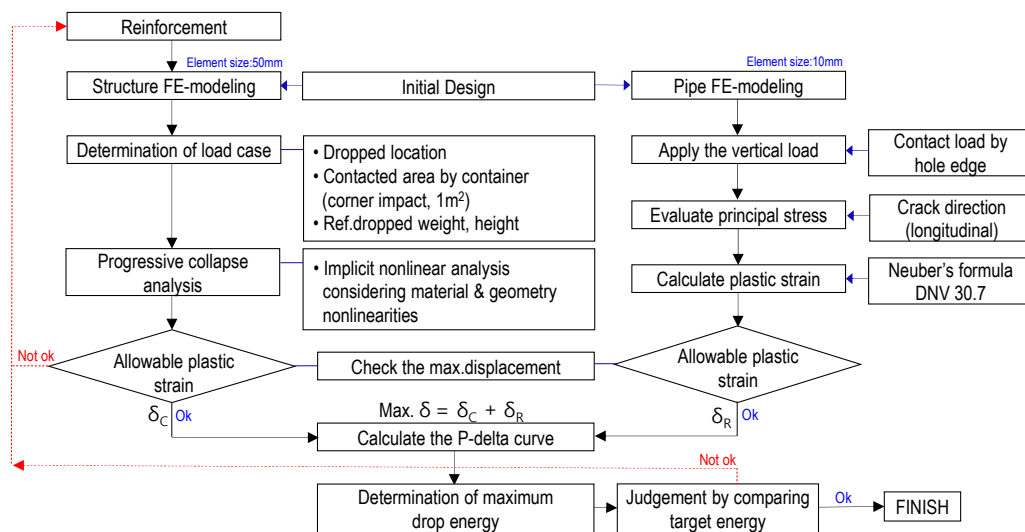 Reinforcement
Element size:50mm
Structure FE-modeling
Initial Design
Element size:10mm
Pipe FE-modeling
Determination of load case
• Dropped location
• Contacted area by container
(corner impact, 1m²)
• Ref.dropped weight, height
Apply the vertical load
Contact load by
hole edge
Evaluate principal stress
Crack direction
(longitudinal)
Progressive collapse
analysis
• Implicit nonlinear analysis
considering material & geometry
nonlinearities
Calculate plastic strain
Neuber's formula
DNV 30.7
Not ok
Allowable plastic
strain
Check the max.displacement
Allowable plastic
strain
δC
Ok
Max. δ = δC + δR
δR
Ok
Calculate the P-delta curve
Not ok
Determination of maximum
drop energy
Judgement by comparing
target energy
Ok
FINISH